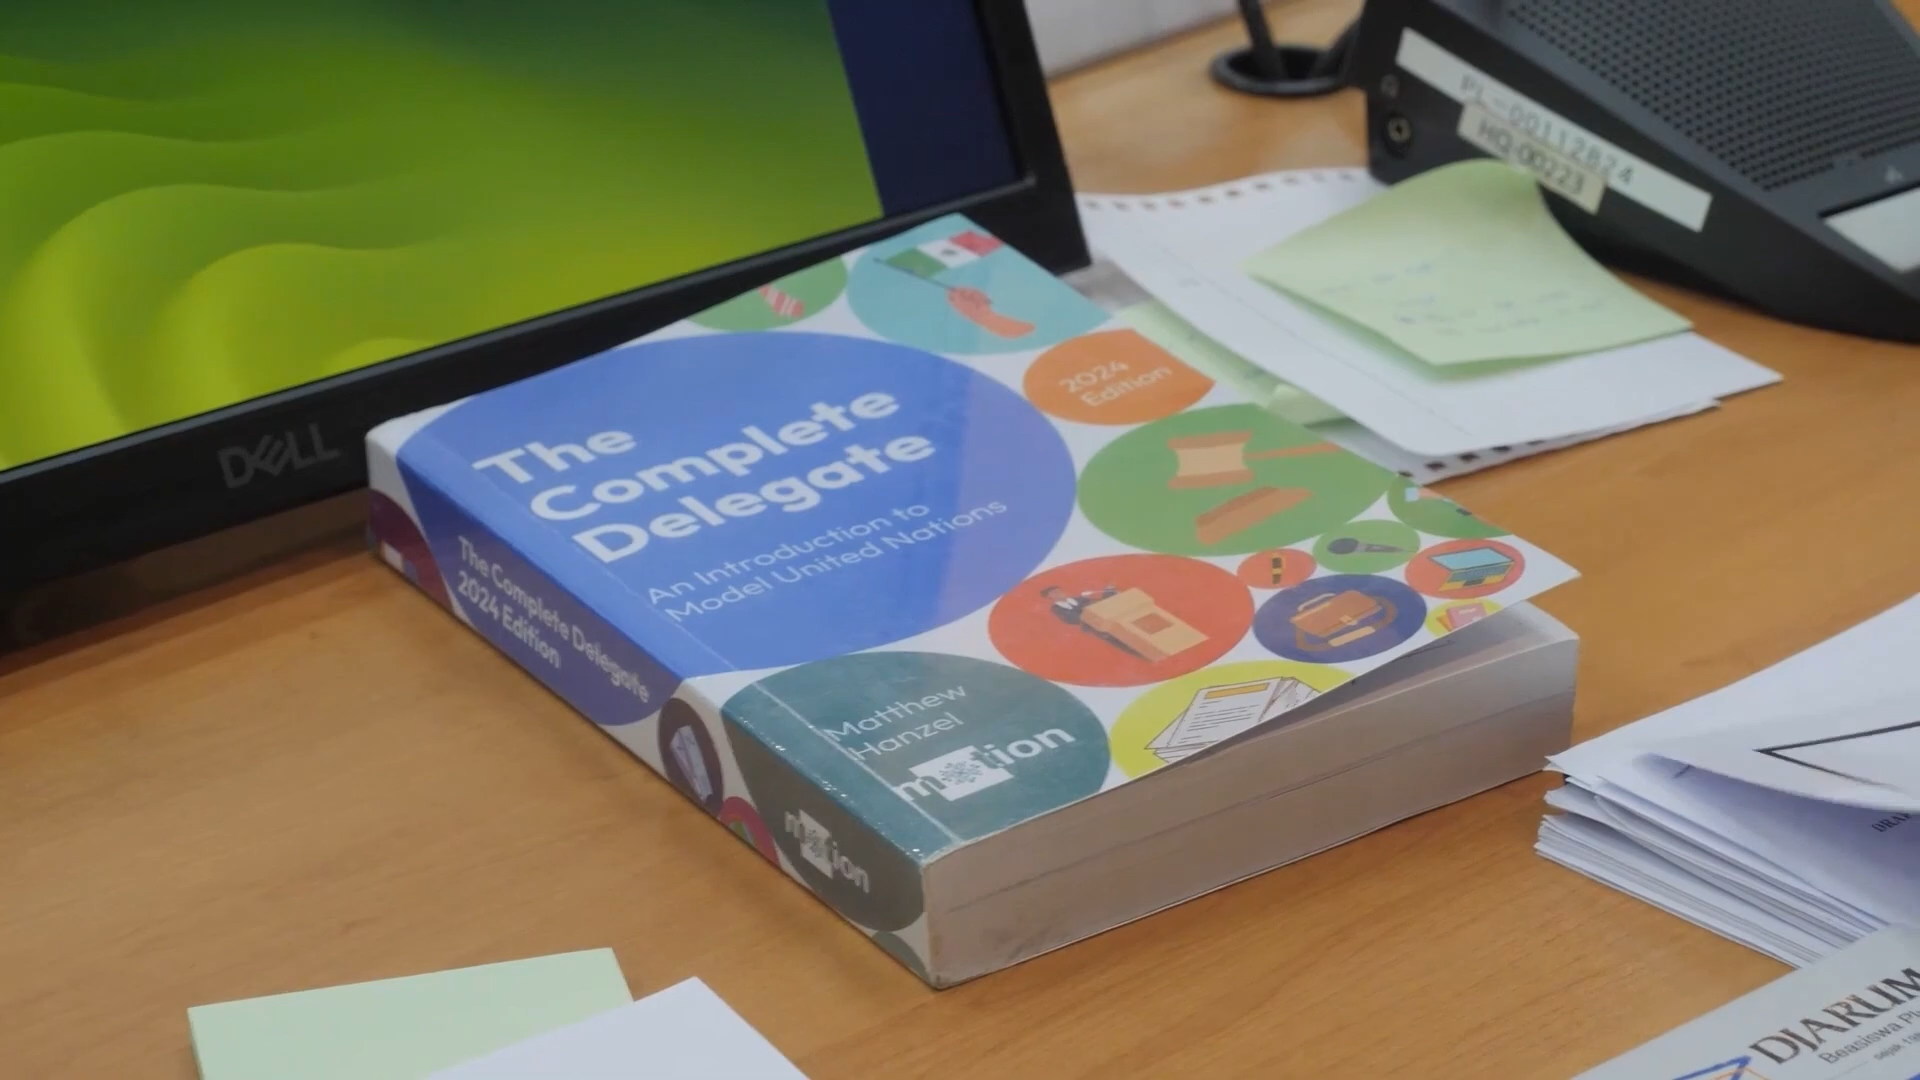 DELL
PL-00112824
HQ-00223
2024
Edition
The
Complete
Delegate
An Introduction to
Model United Nations
Matthew
Hanzel
motion
The Complete Delegate
2024 Edition
motion
DJARUM
Beasiswa